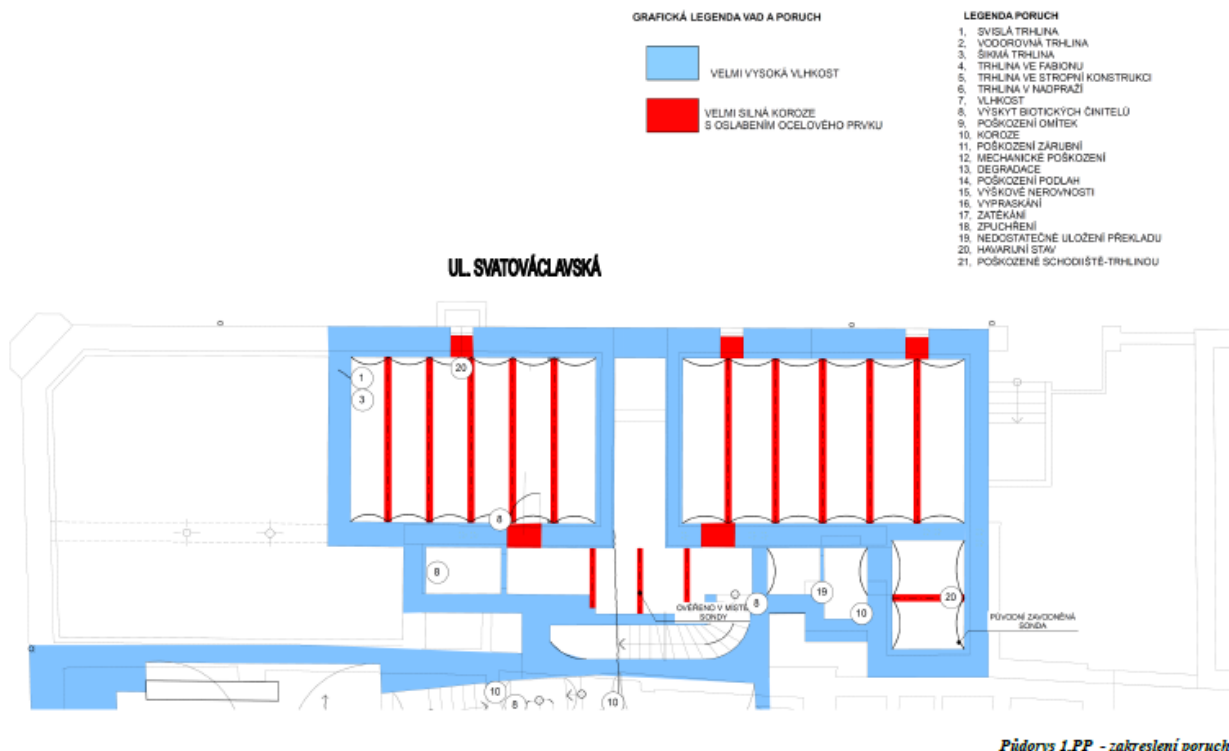 GRAFICKÁ LEGENDA VAD A PORUCH
VELMI VYSOKÁ VLHKOST
VELMI SILNÁ KOROZE
S OSLABENÍM OCELOVÉHO PRVKU
LEGENDA PORUCH
1, SVISLÁ TRHLINA
2, VODOROVNÁ TRHLINA
3, ŠIKMÁ TRHLINA
4, TRHLINA VE FABIONU
5, TRHLINA VE STROPNÍ KONSTRUKCI
6, TRHLINA V NADPRAŽÍ
7, VLHKOST
8, VÝSKYT BIOTICKÝCH ČINITELŮ
9, POŠKOZENÍ OMÍTEK
10, KOROZE
11, POŠKOZENÍ ZÁRUBNÍ
12, MECHANICKÉ POŠKOZENÍ
13, DEGRADACE
14, POŠKOZENÍ PODLAH
15, VÝŠKOVÉ NEROVNOSTI
16, VYPRASKÁNÍ
17, ZATÉKÁNÍ
18, ZPUCHŘENÍ
19, NEDOSTATEČNÉ ULOŽENÍ PŘEKLADU
20, HAVARIJNÍ STAV
21, POŠKOZENÉ SCHODIŠTĚ-TRHLINOU
UL. SVATOVÁCLAVSKÁ
20
1
3
8
8
8
19
10
20
OVĚŘENO V MÍSTĚ
SONDY
PŮVODNÍ ZAVODNĚNÁ
SONDA
10
8
10
Půdorys 1.PP - zakreslení poruch